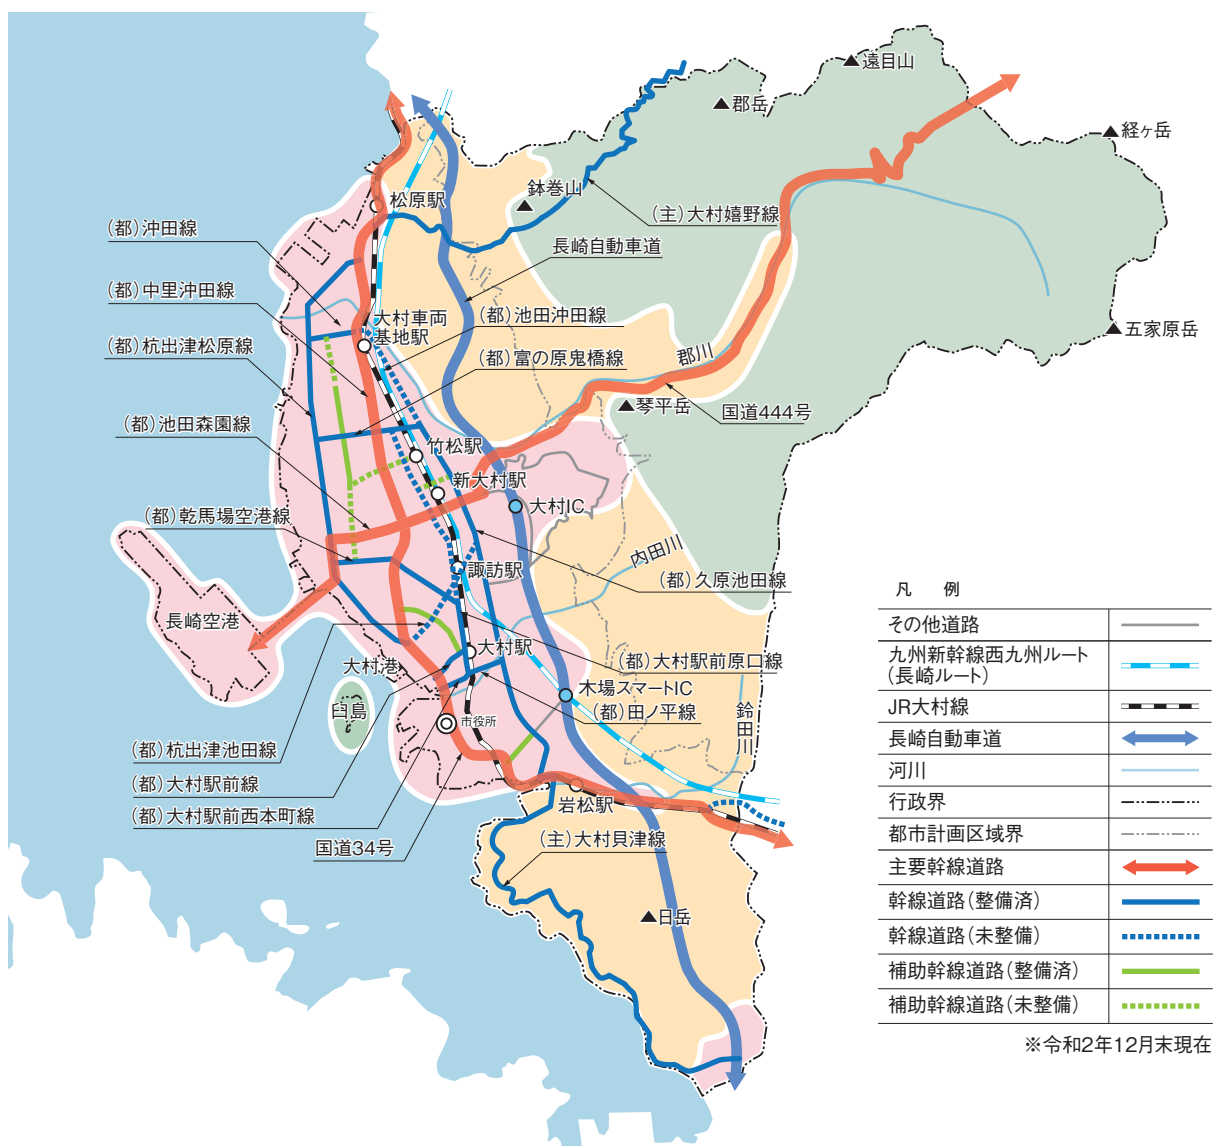 ▲遠目山
▲郡岳
▲経ヶ岳
鉢巻山
▲
松原駅
(主)大村嬉野線
(都)沖田線
長崎自動車道
(都)中里沖田線
大村車両
基地駅
(都)池田沖田線
▲五家原岳
(都)杭出津松原線
(都)富の原鬼橋線
郡川
▲琴平岳
国道444号
(都)池田森園線
竹松駅
新大村駅
大村IC
(都)乾馬場空港線
内田川
諏訪駅
(都)久原池田線
長崎空港
大村駅
(都)大村駅前原口線
大村港
木場スマートIC
臼島
市役所
(都)田ノ平線
鈴田川
(都)杭出津池田線
(都)大村駅前線
(都)大村駅前西本町線
岩松駅
国道34号
(主)大村貝津線
▲日岳
凡 例
その他道路
九州新幹線西九州ルート
(長崎ルート)
JR大村線
長崎自動車道
河川
行政界
都市計画区域界
主要幹線道路
幹線道路(整備済)
幹線道路(未整備)
補助幹線道路(整備済)
補助幹線道路(未整備)
※令和2年12月末現在